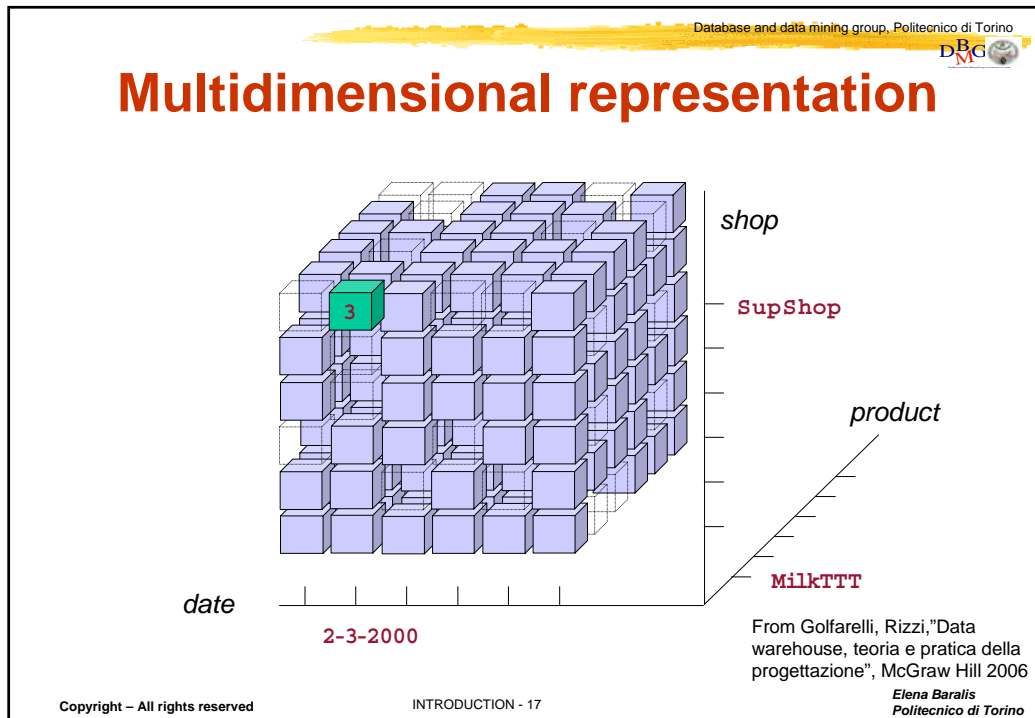 Database and data mining group, Politecnico di Torino
DBMG
Multidimensional representation
shop
3
SupShop
product
MilkTTT
date
2-3-2000
From Golfarelli, Rizzi,”Data
warehouse, teoria e pratica della
progettazione”, McGraw Hill 2006
Copyright – All rights reserved
INTRODUCTION - 17
Elena Baralis
Politecnico di Torino